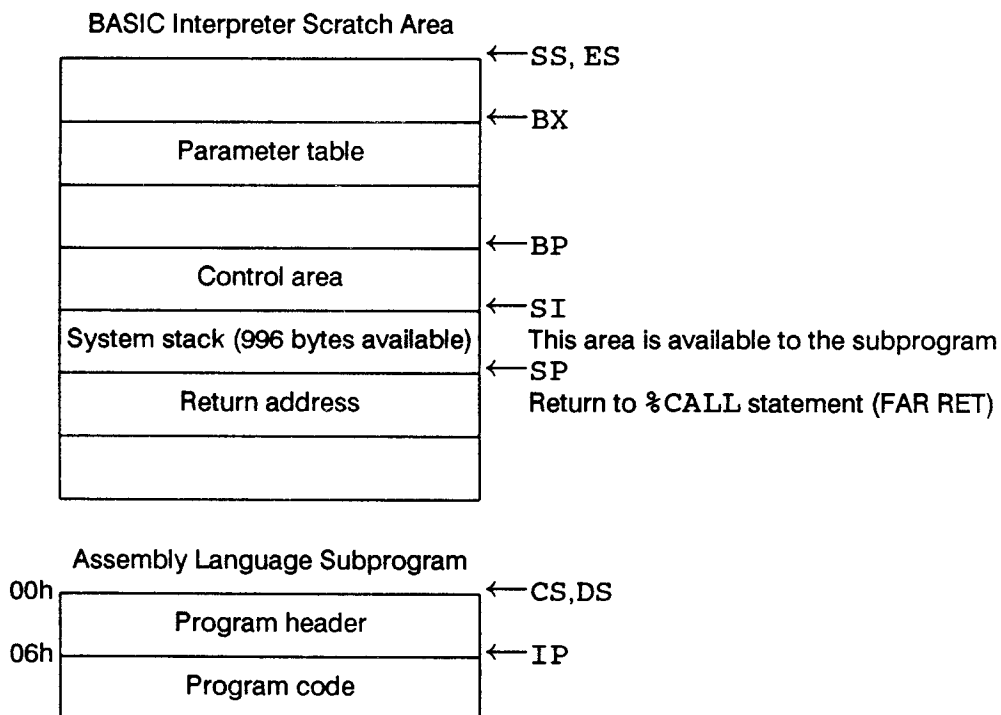 BASIC Interpreter Scratch Area
←SS, ES
←BX
Parameter table
←BP
Control area
←SI
System stack (996 bytes available) This area is available to the subprogram
←SP
Return address Return to %CALL statement (FAR RET)
Assembly Language Subprogram
00h ←CS,DS
Program header
06h ←IP
Program code